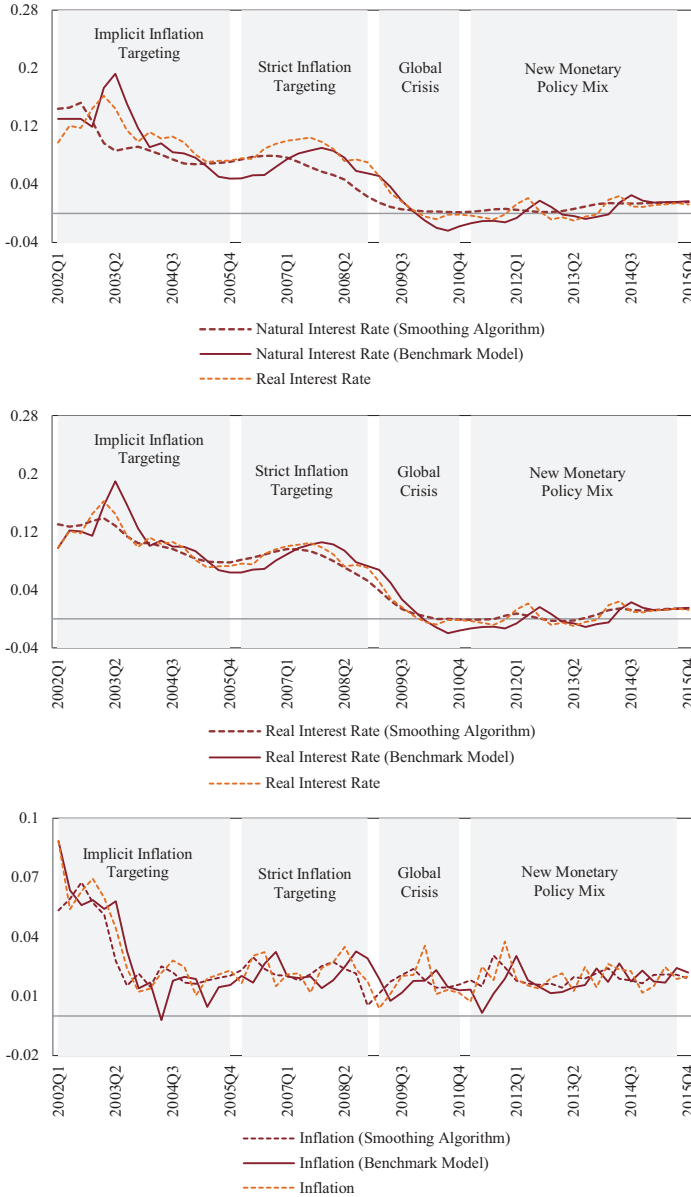 0.28
Implicit Inflation
Targeting
0.2
Strict Inflation
Targeting
Global
Crisis
New Monetary
Policy Mix
0.12
0.04
-0.04
2002Q1
2003Q2
2004Q3
2005Q4
2007Q1
2008Q2
2009Q3
2010Q4
2012Q1
2013Q2
2014Q3
2015Q4
Natural Interest Rate (Smoothing Algorithm)
Natural Interest Rate (Benchmark Model)
Real Interest Rate
0.28
Implicit Inflation
Targeting
0.2
Strict Inflation
Targeting
Global
Crisis
New Monetary
Policy Mix
0.12
0.04
-0.04
2002Q1
2003Q2
2004Q3
2005Q4
2007Q1
2008Q2
2009Q3
2010Q4
2012Q1
2013Q2
2014Q3
2015Q4
Real Interest Rate (Smoothing Algorithm)
Real Interest Rate (Benchmark Model)
Real Interest Rate
0.1
Implicit Inflation
Targeting
Strict Inflation
Targeting
Global
Crisis
New Monetary
Policy Mix
0.07
0.04
0.01
-0.02
2002Q1
2003Q2
2004Q3
2005Q4
2007Q1
2008Q2
2009Q3
2010Q4
2012Q1
2013Q2
2014Q3
2015Q4
Inflation (Smoothing Algorithm)
Inflation (Benchmark Model)
Inflation